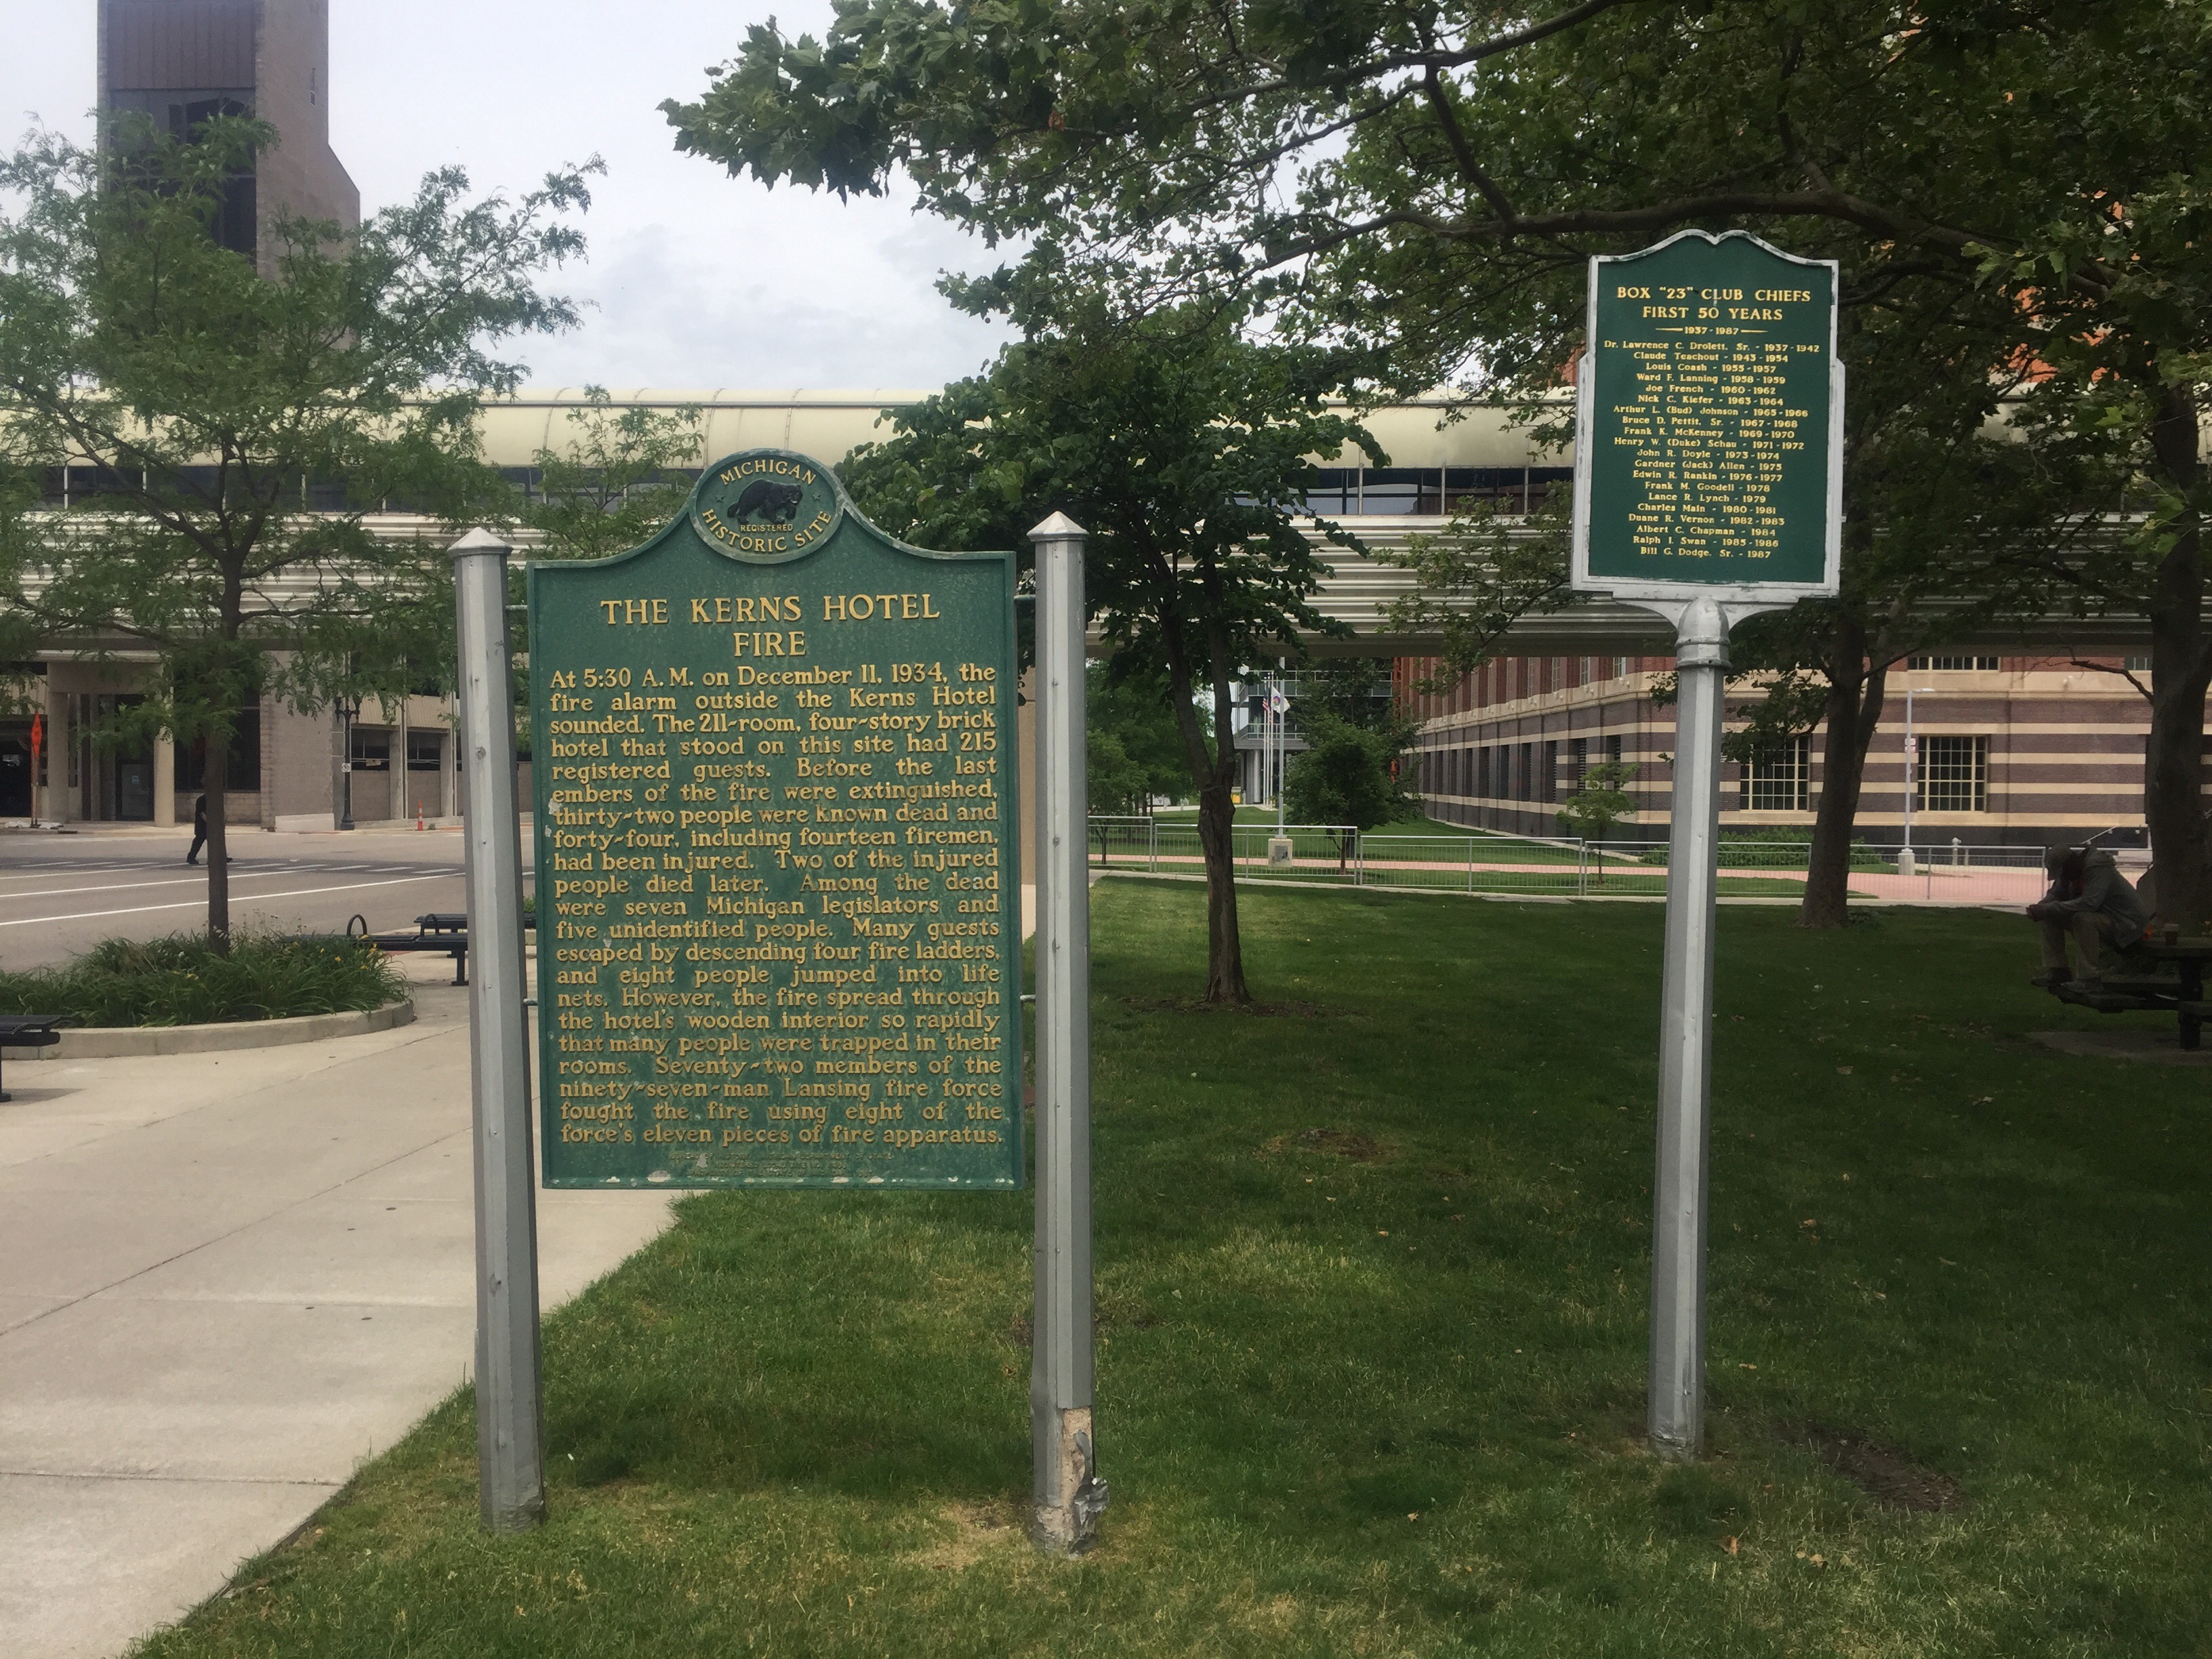 MICHIGAN
REGISTERED
HISTORIC SITE
THE KERNS HOTEL
FIRE
At 5:30 A.M. on December 11, 1934, the
fire alarm outside the Kerns Hotel
sounded. The 211-room, four-story brick
hotel that stood on this site had 215
registered guests. Before the last
embers of the fire were extinguished,
thirty-two people were known dead and
forty-four, including fourteen firemen,
had been injured. Two of the injured
people died later. Among the dead
were seven Michigan legislators and
five unidentified people. Many guests
escaped by descending four fire ladders,
and eight people jumped into life
nets. However, the fire spread through
the hotel's wooden interior so rapidly
that many people were trapped in their
rooms. Seventy-two members of the
ninety-seven-man Lansing fire force
fought the fire using eight of the
force's eleven pieces of fire apparatus.
BOX "23" CLUB CHIEFS
FIRST 50 YEARS
1937-1987
Dr. Lawrence C. Drolett, Sr. - 1937-1942
Claude Teachout - 1943-1954
Louis Coash - 1955-1957
Ward F. Lanning - 1958-1959
Joe French - 1960-1962
Nick C. Kiefer - 1963-1964
Arthur L. (Bud) Johnson - 1965-1966
Bruce D. Pettit, Sr. - 1967-1968
Frank K. McKenney - 1969-1970
Henry W. (Duke) Schau - 1971-1972
John R. Doyle - 1973-1974
Gardner (Jack) Allen - 1975
Edwin R. Rankin - 1976-1977
Frank M. Goodell - 1978
Lance R. Lynch - 1979
Charles Main - 1980-1981
Duane R. Vernon - 1982-1983
Albert C. Chapman - 1984
Ralph I. Swan - 1985-1986
Bill G. Dodge, Sr. - 1987